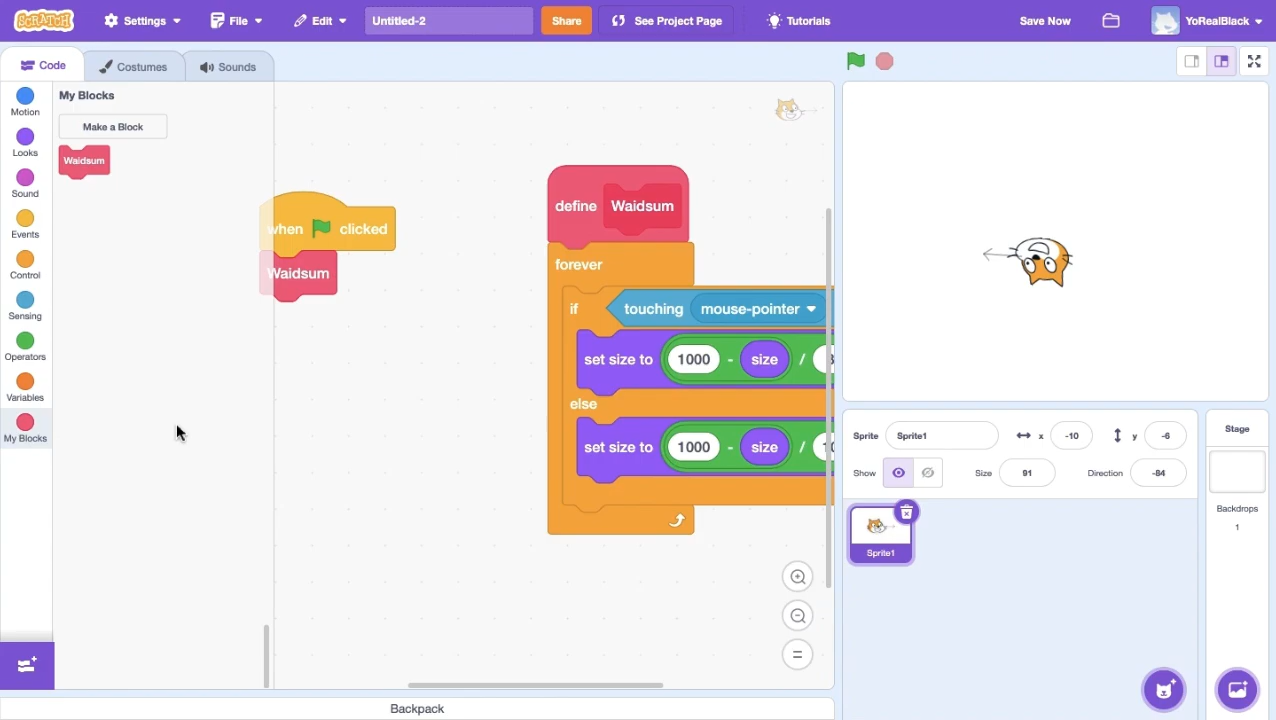 SCRATCH Settings File Edit Untitled-2 Share See Project Page Tutorials Save Now YoRealBlack
Code Costumes Sounds
Motion
Looks
Sound
Events
Control
Sensing
Operators
Variables
My Blocks
My Blocks
Make a Block
Waidsum
when clicked
Waidsum
define Waidsum
forever
if touching mouse-pointer
set size to 1000 - size /
else
set size to 1000 - size /
Backpack
Sprite Sprite1 x -10 y -6
Show Size 91 Direction -84
Sprite1
Stage
Backdrops
1